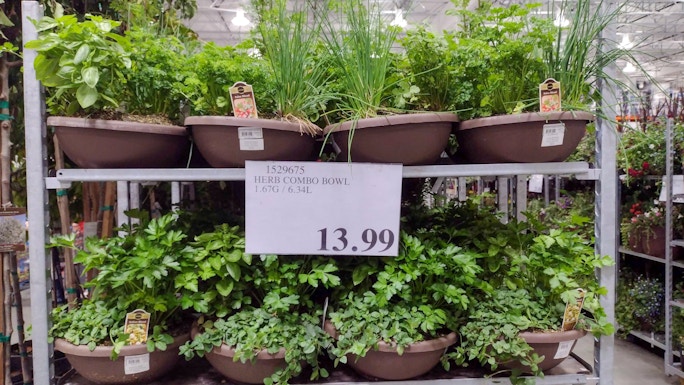 1529675
HERB COMBO BOWL
1.67G / 6.34L
13.99